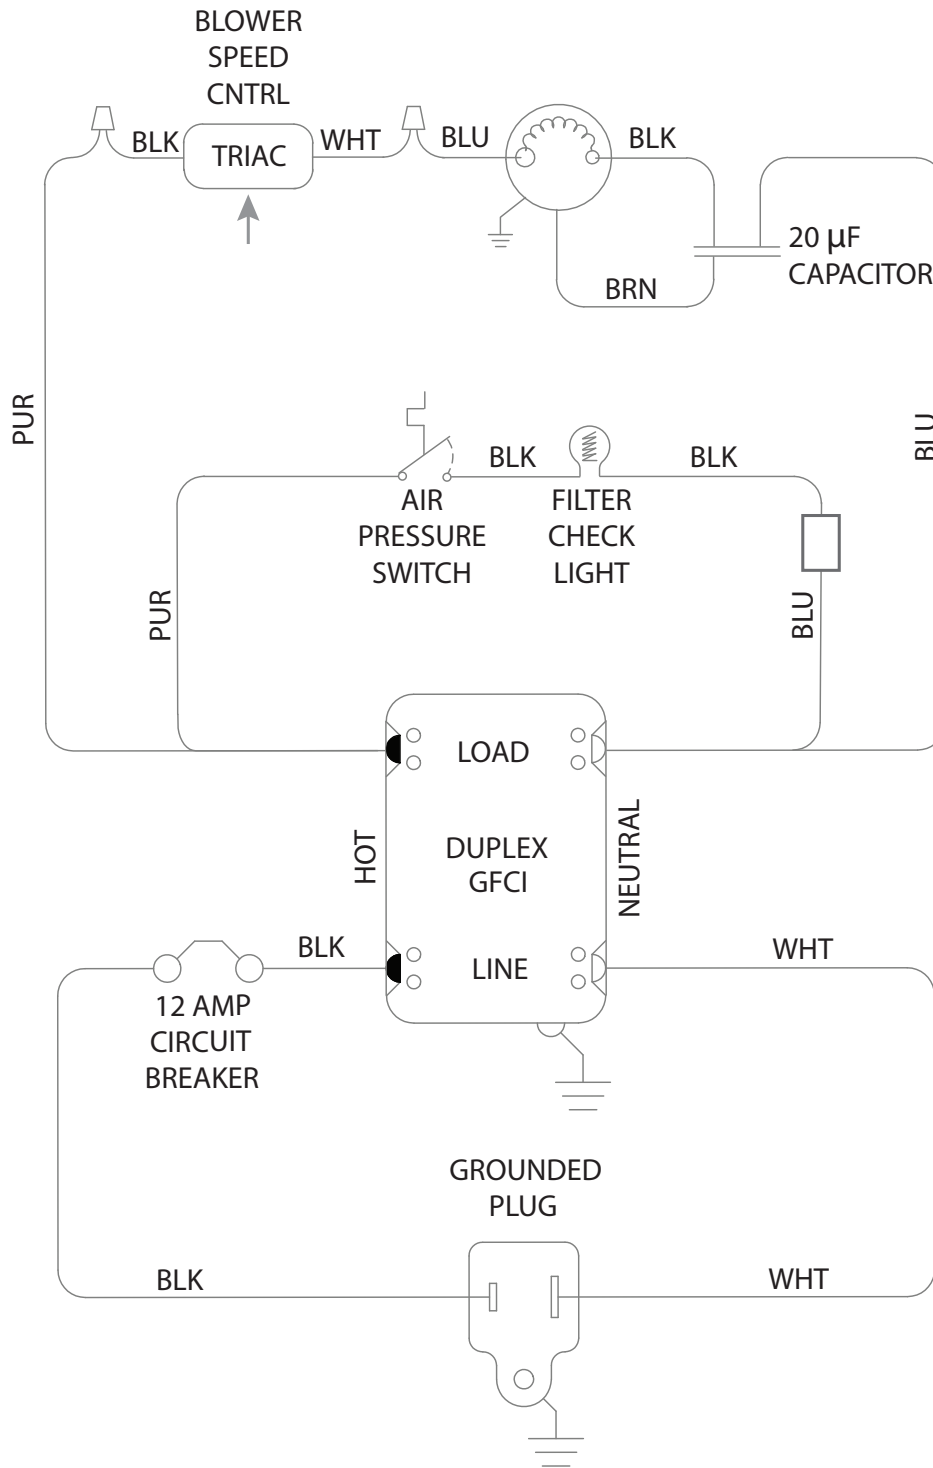 BLOWER
SPEED
CNTRL
BLK
TRIAC
WHT
BLU
BLK
20 µF
CAPACITOR
BRN
PUR
BLU
BLK
BLK
AIR
PRESSURE
SWITCH
FILTER
CHECK
LIGHT
PUR
BLU
LOAD
HOT
DUPLEX
GFCI
NEUTRAL
BLK
LINE
WHT
12 AMP
CIRCUIT
BREAKER
GROUNDED
PLUG
BLK
WHT